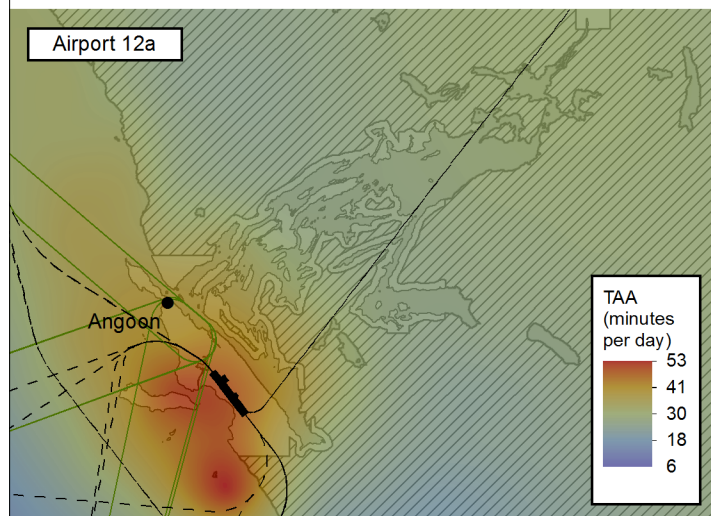 Airport 12a
Angoon
TAA
(minutes
per day)
53
41
30
18
6